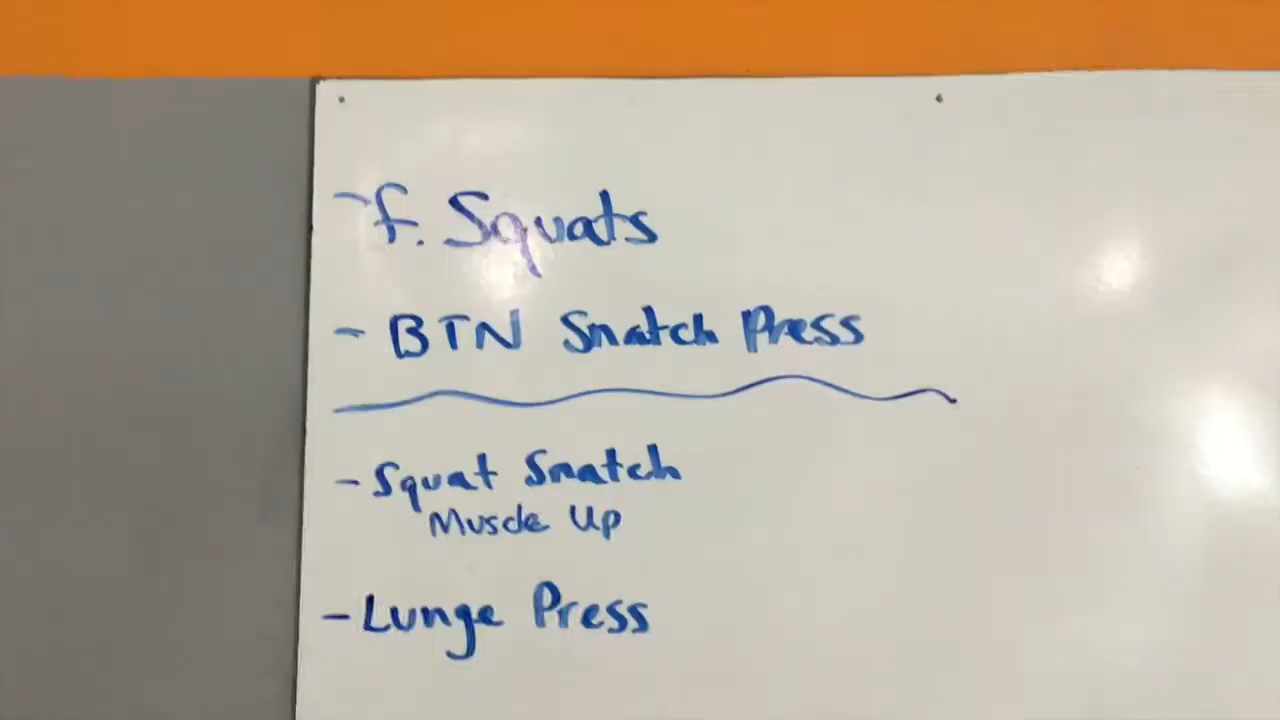 - f. Squats
- BTN Snatch Press
- Squat Snatch
Muscle Up
- Lunge Press